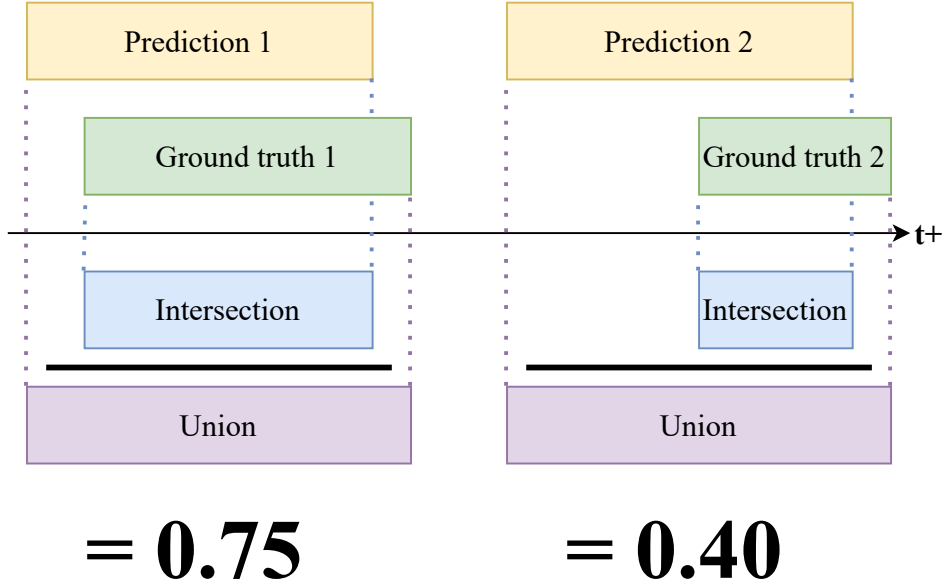 Prediction 1
Prediction 2
Ground truth 1
Ground truth 2
t+
Intersection
Intersection
Union
Union
= 0.75
= 0.40